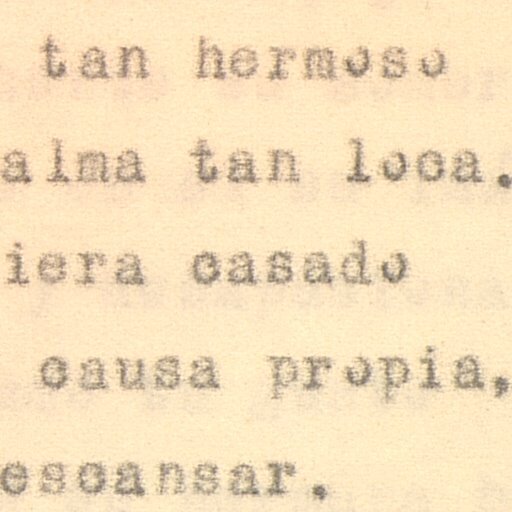 tan hermoso
alma tan loca.
iera casado
causa propia,
escansar.